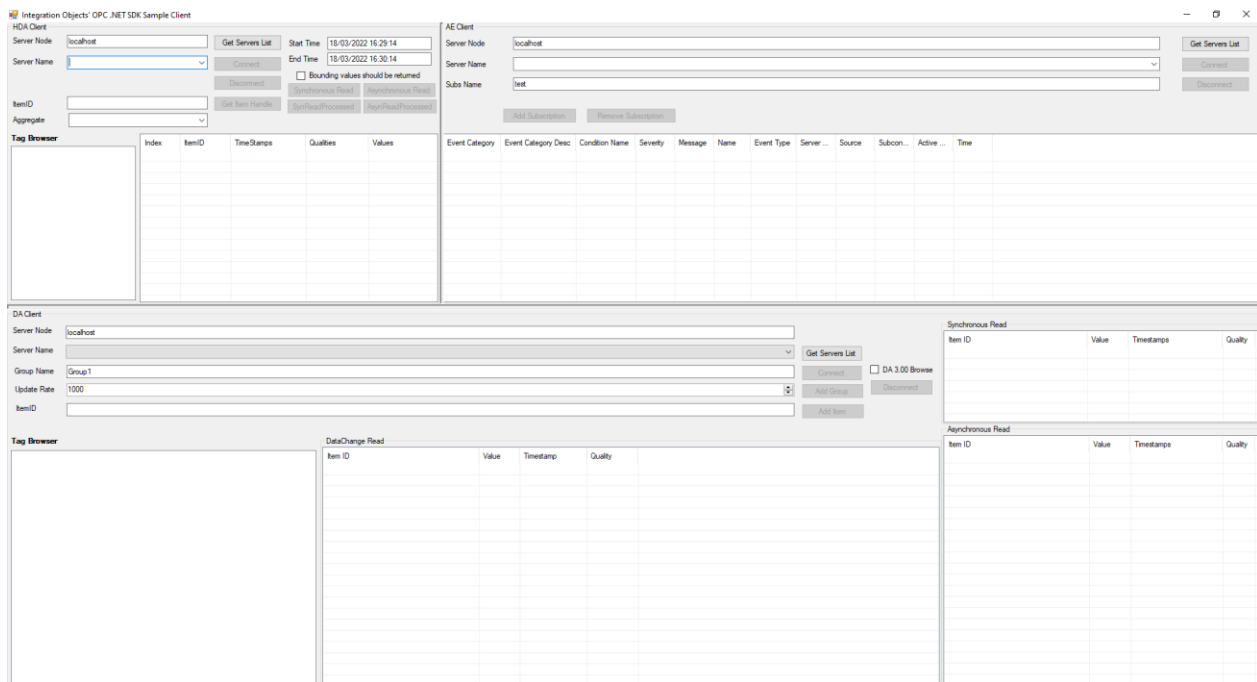 Integration Objects' OPC .NET SDK Sample Client
HDA Client
Server Node localhost Get Servers List Start Time 18/03/2022 16:29:14
Server Name Connect End Time 18/03/2022 16:30:14
Disconnect Bounding values should be returned
Synchronous Read Asynchronous Read
ItemID Get Item Handle SynReadProcessed AsynReadProcessed
Aggregate
Tag Browser
Index ItemID TimeStamps Qualities Values
AE Client
Server Node localhost Get Servers List
Server Name Connect
Subs Name test Disconnect
Add Subscription Remove Subscription
Event Category Event Category Desc Condition Name Severity Message Name Event Type Server ... Source Subcon... Active ... Time
DA Client
Server Node localhost
Server Name Get Servers List
Group Name Group1 Connect DA 3.00 Browse
Update Rate 1000 Add Group Disconnect
ItemID Add Item
Tag Browser
DataChange Read
Item ID Value Timestamp Quality
Synchronous Read
Item ID Value Timestamps Quality
Asynchronous Read
Item ID Value Timestamps Quality